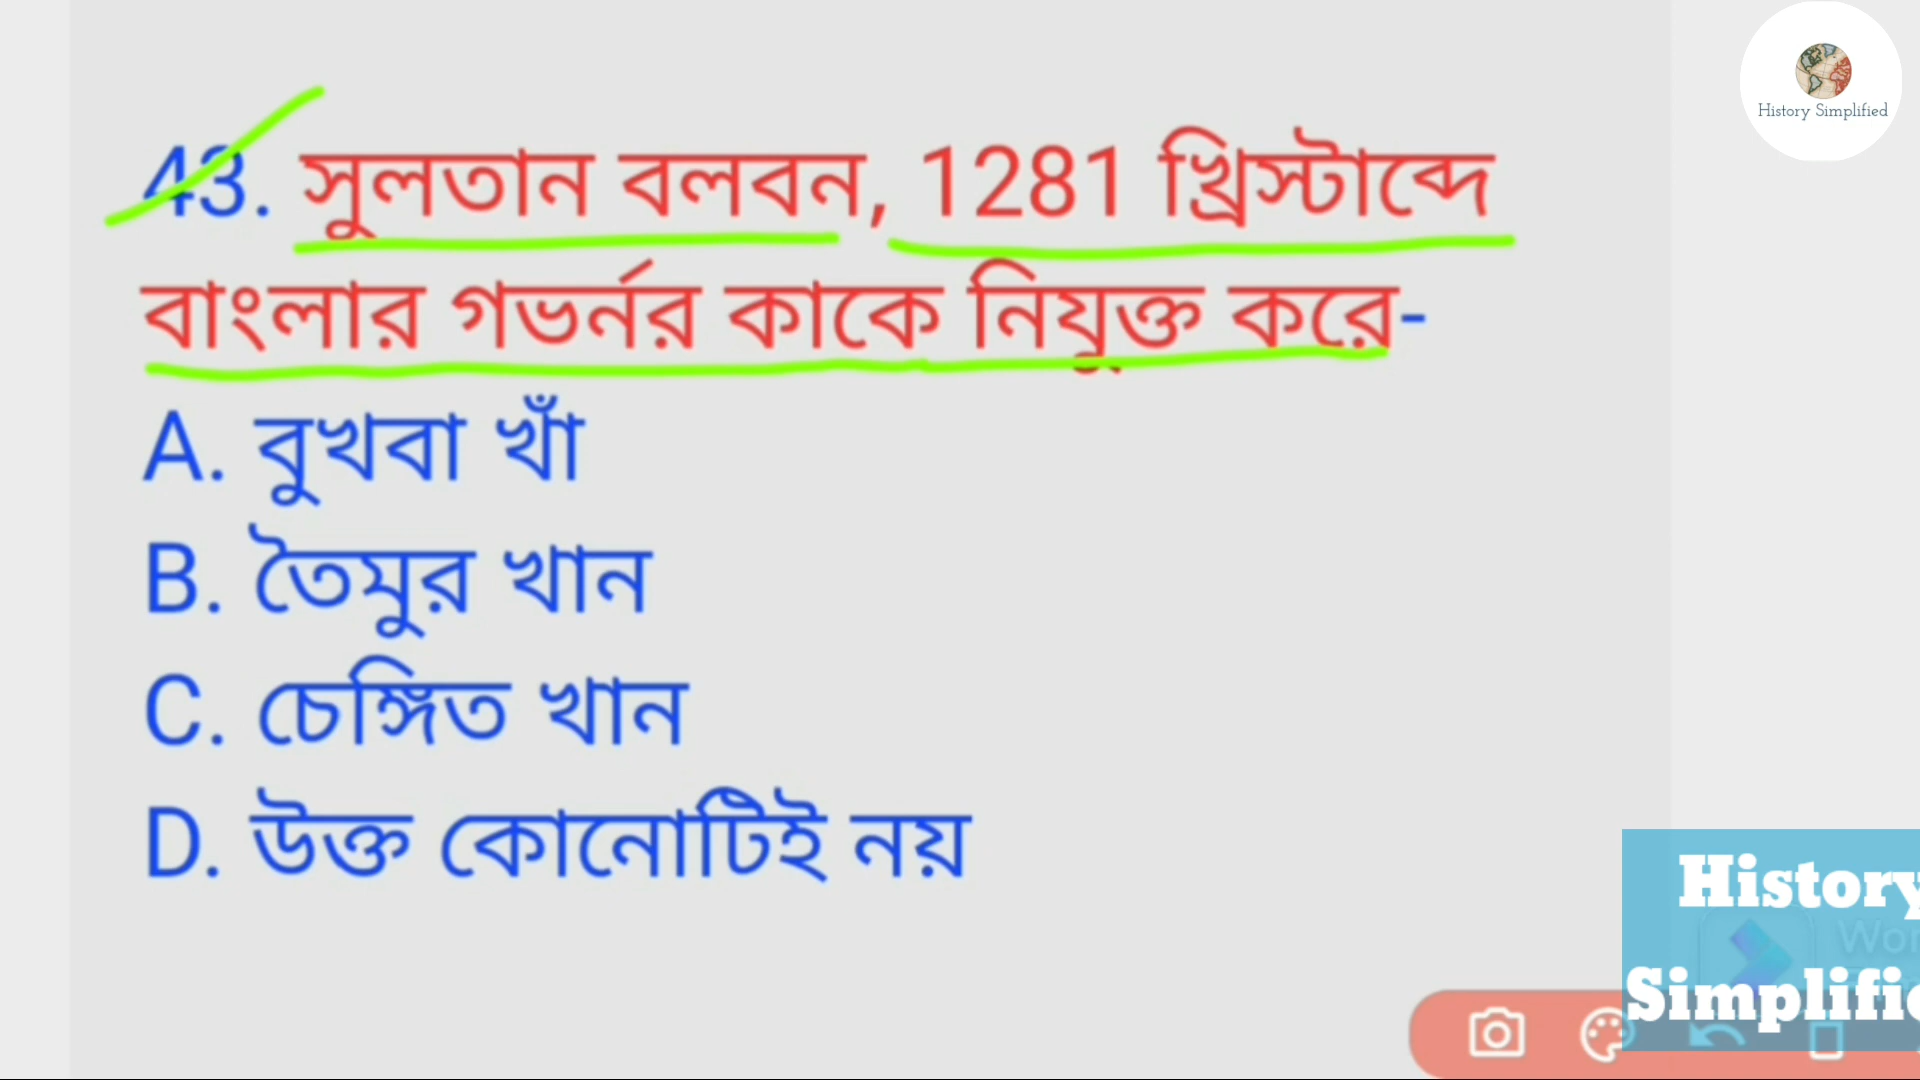 History Simplified
43. সুলতান বলবন, 1281 খ্রিস্টাব্দে
বাংলার গভর্নর কাকে নিযুক্ত করে-
A. বুখবা খাঁ
B. তৈমুর খান
C. চেঙ্গিত খান
D. উক্ত কোনোটিই নয়
History
Simplifie